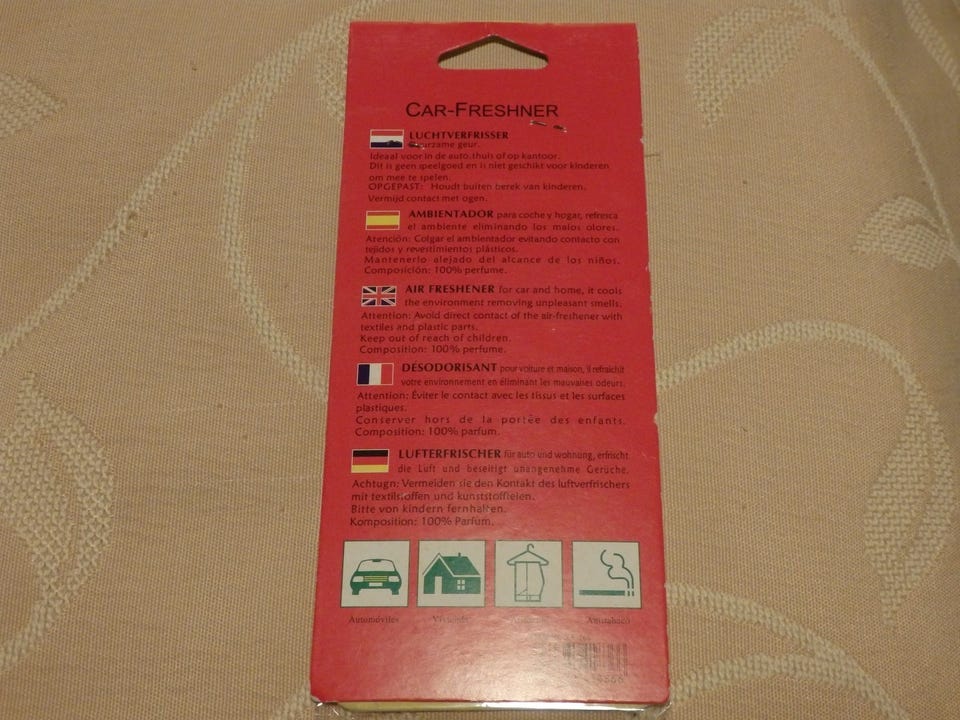 CAR-FRESHNER
LUCHTVERFRISSER
geur.
Ideaal voor in de auto,thuis of op kantoor.
Dit is geen speelgoed en is niet geschikt voor kinderen
om mee te spelen.
OPGEPAST: Houdt buiten berek van kinderen.
Vermijd contact met ogen.
AMBIENTADOR para coche y hogar, refresca
el ambiente eliminando los malos olores.
Atención: Colgar el ambientador evitando contacto con
tejidos y revestimientos plásticos.
Mantenerlo alejado del alcance de los niños.
Composición: 100% perfume.
AIR FRESHENER for car and home, it cools
the environment removing unpleasant smells.
Attention: Avoid direct contact of the air-freshener with
textiles and plastic parts.
Keep out of reach of children.
Composition: 100% perfume.
DÉSODORISANT pour voiture et maison, il refraichit
votre environnement en éliminant les mauvaines odeurs.
Attention: Éviter le contact avec les tissus et les surfaces
plastiques.
Conserver hors de la portée des enfants.
Composition: 100% parfum.
LUFTERFRISCHER für auto und wohnung, erfrischt
die Luft und beseitigt unangenehme Gerüche.
Achtugn: Vermeiden sie den Kontakt des luftverfrischers
mit textilstoffen und kunststoffteilen.
Bitte von kindern fernhalten.
Komposition: 100% Parfum.
Automóviles
Vivienda
Antitabaco